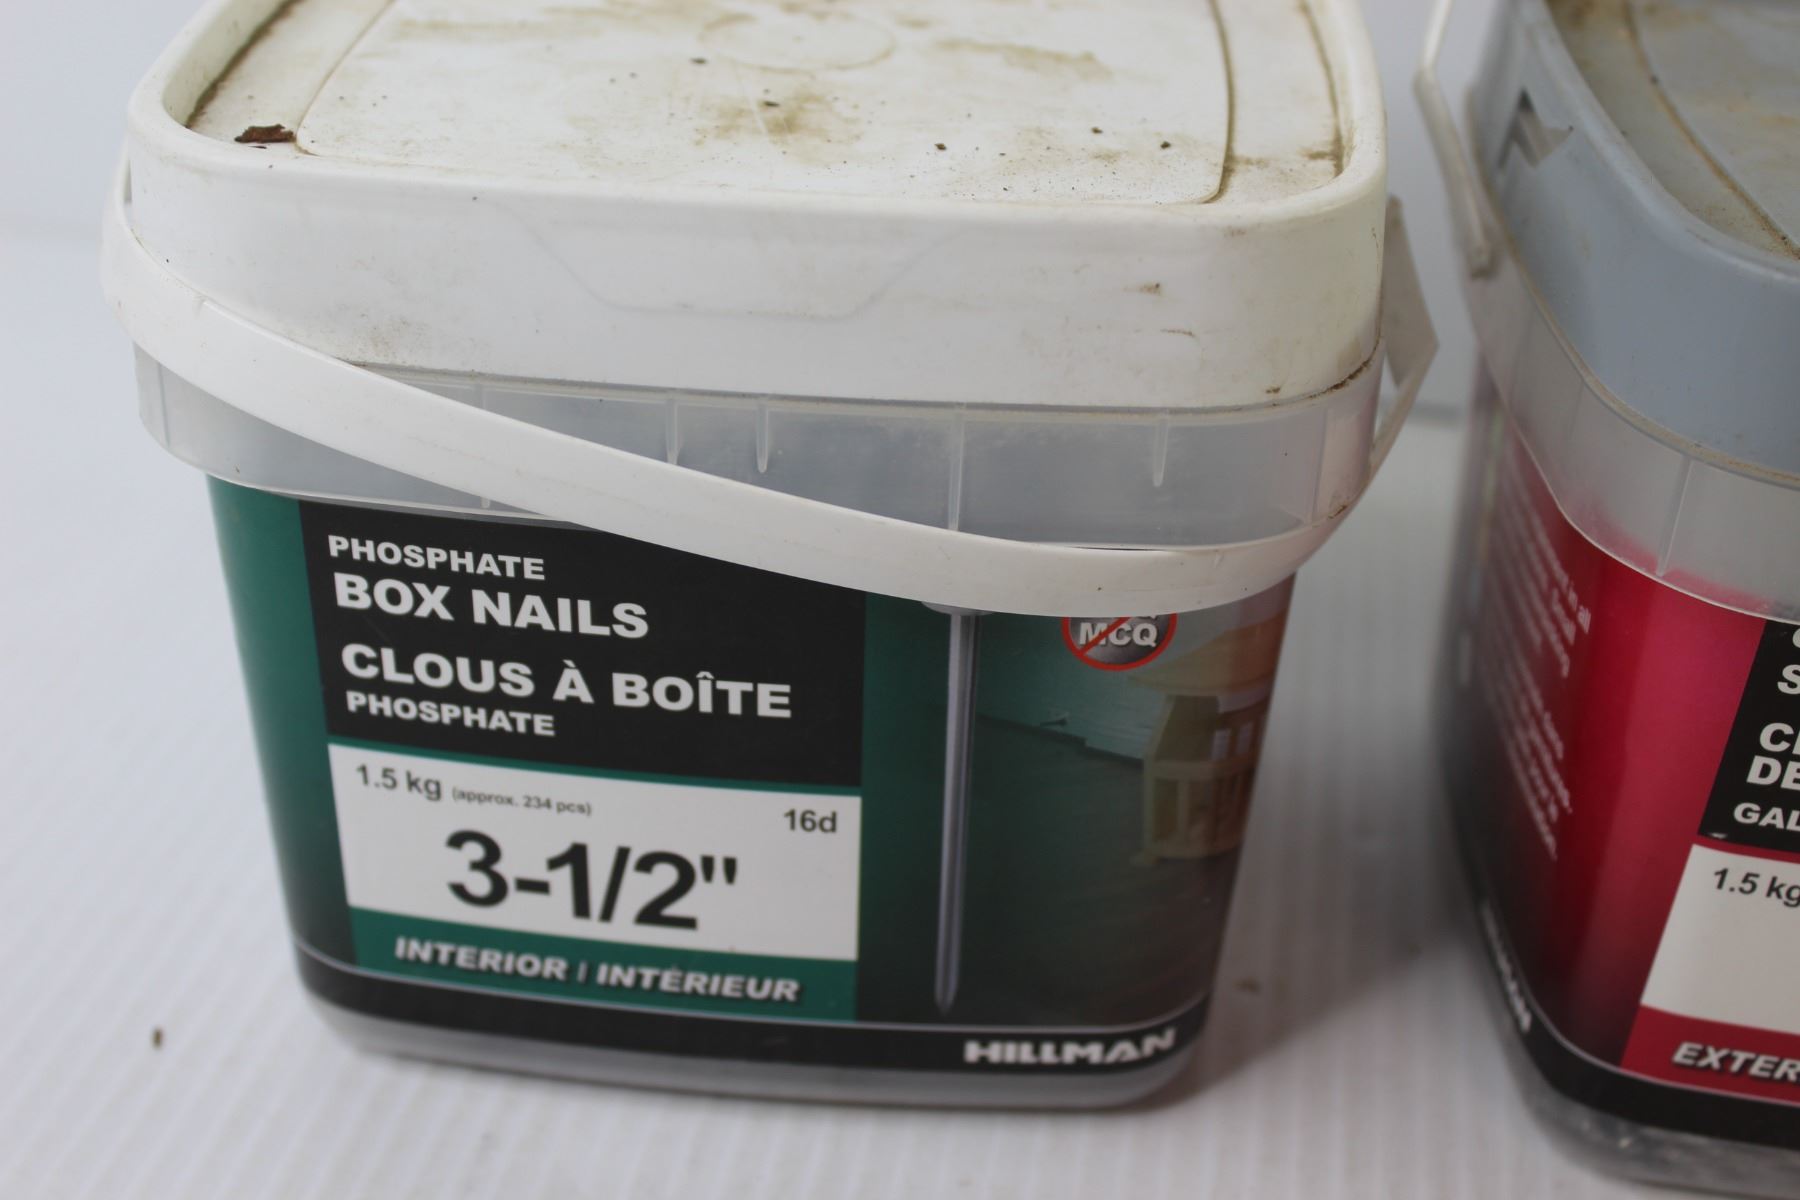 PHOSPHATE
BOX NAILS
CLOUS À BOÎTE
PHOSPHATE
1.5 kg (approx. 234 pcs)
16d
3-1/2"
INTERIOR | INTÉRIEUR
HILLMAN
MCQ
GAL
1.5 kg
EXTER
HILLMAN